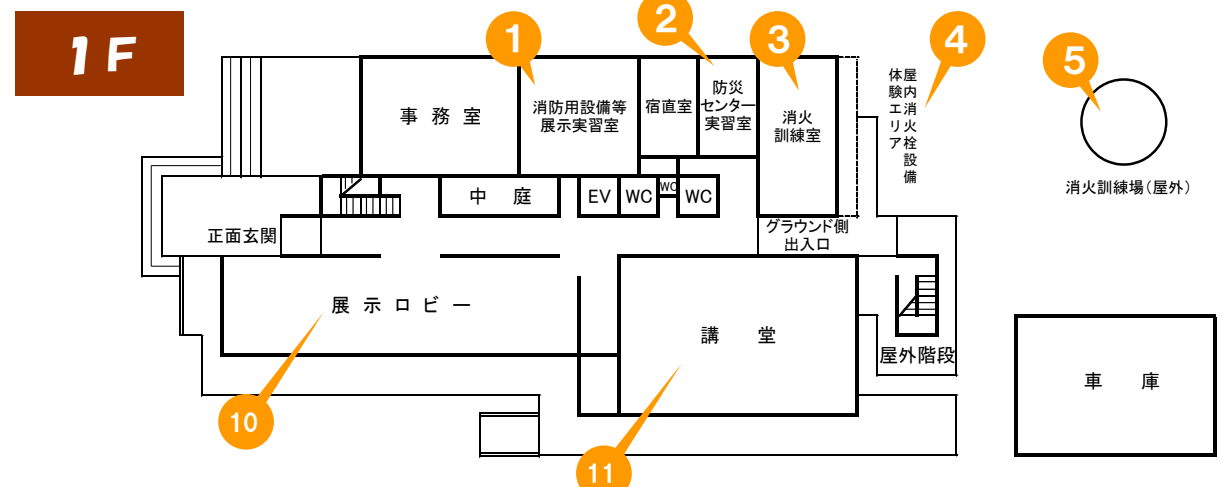 1F
1
2
3
4
5
事務室
消防用設備等
展示実習室
宿直室
防災
センター
実習室
消火
訓練室
屋内消火栓設備
体験エリア
消火訓練場(屋外)
中庭
EV
WC
WC
WC
正面玄関
グラウンド側
出入口
展示ロビー
講堂
屋外階段
車庫
10
11